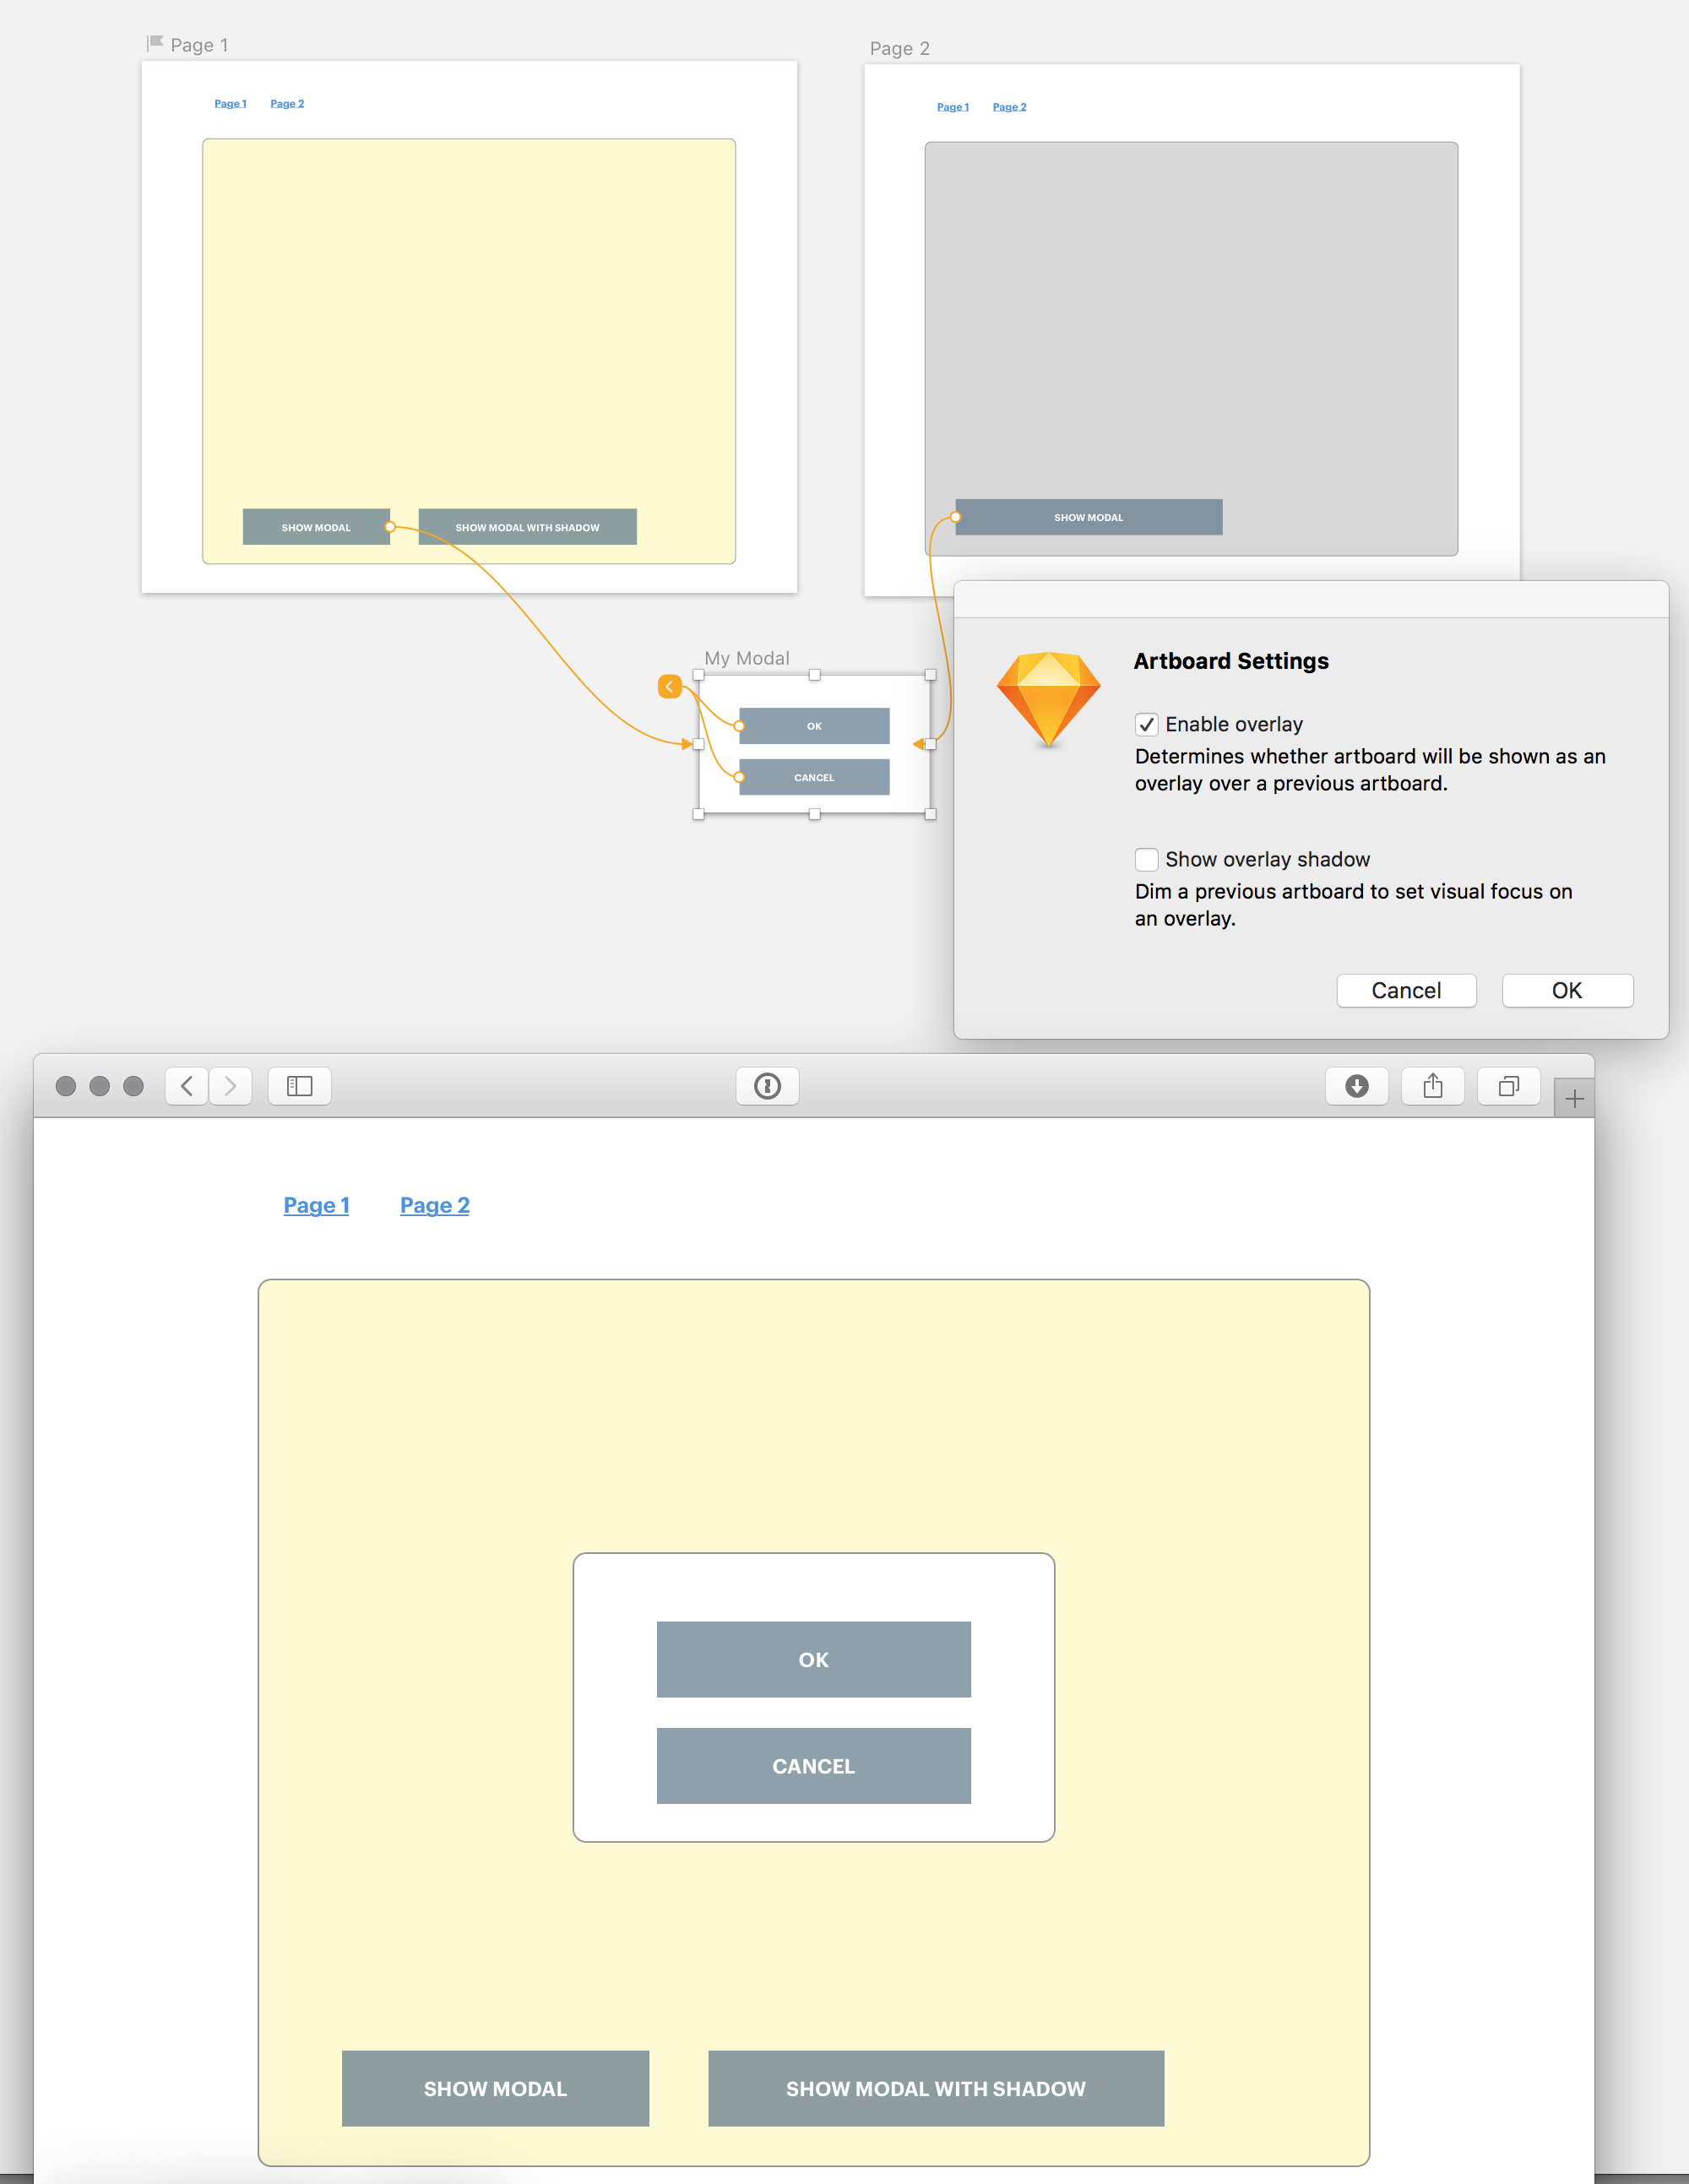 Page 1
Page 2
Page 1 Page 2
Page 1 Page 2
SHOW MODAL
SHOW MODAL WITH SHADOW
SHOW MODAL
My Modal
OK
CANCEL
Artboard Settings
Enable overlay
Determines whether artboard will be shown as an
overlay over a previous artboard.
Show overlay shadow
Dim a previous artboard to set visual focus on
an overlay.
Cancel
OK
Page 1 Page 2
OK
CANCEL
SHOW MODAL
SHOW MODAL WITH SHADOW